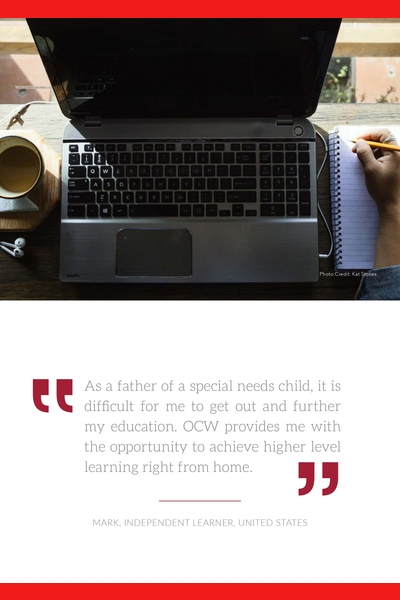 Photo Credit: Kat Stokes
As a father of a special needs child, it is
difficult for me to get out and further
my education. OCW provides me with
the opportunity to achieve higher level
learning right from home.
MARK, INDEPENDENT LEARNER, UNITED STATES